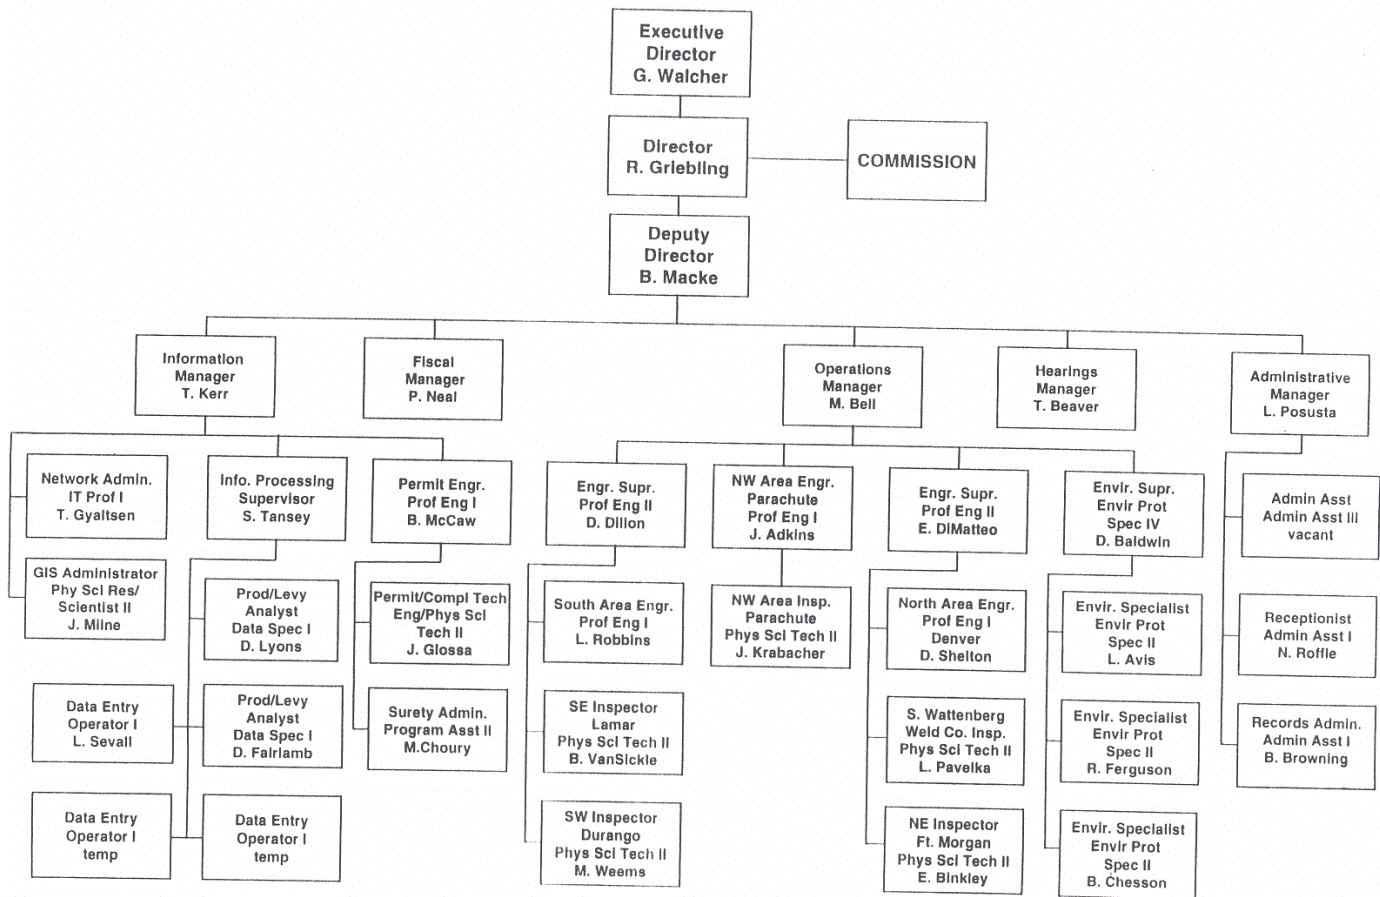 Executive
Director
G. Walcher
Director
R. Griebling
COMMISSION
Deputy
Director
B. Macke
Information
Manager
T. Kerr
Fiscal
Manager
P. Neal
Operations
Manager
M. Bell
Hearings
Manager
T. Beaver
Administrative
Manager
L. Posusta
Network Admin.
IT Prof I
T. Gyaltsen
Info. Processing
Supervisor
S. Tansey
Permit Engr.
Prof Eng I
B. McCaw
Engr. Supr.
Prof Eng II
D. Dillon
NW Area Engr.
Parachute
Prof Eng I
J. Adkins
Engr. Supr.
Prof Eng II
E. DiMatteo
Envir. Supr.
Envir Prot
Spec IV
D. Baldwin
Admin Asst
Admin Asst III
vacant
GIS Administrator
Phy Sci Res/
Scientist II
J. Milne
Prod/Levy
Analyst
Data Spec I
D. Lyons
Permit/Compl Tech
Eng/Phys Sci
Tech II
J. Glossa
South Area Engr.
Prof Eng I
L. Robbins
NW Area Insp.
Parachute
Phys Sci Tech II
J. Krabacher
North Area Engr.
Prof Eng I
Denver
D. Shelton
Envir. Specialist
Envir Prot
Spec II
L. Avis
Receptionist
Admin Asst I
N. Roffle
Data Entry
Operator I
L. Sevall
Prod/Levy
Analyst
Data Spec I
D. Fairlamb
Surety Admin.
Program Asst II
M.Choury
SE Inspector
Lamar
Phys Sci Tech II
B. VanSickle
S. Wattenberg
Weld Co. Insp.
Phys Sci Tech II
L. Pavelka
Envir. Specialist
Envir Prot
Spec II
R. Ferguson
Records Admin.
Admin Asst I
B. Browning
Data Entry
Operator I
temp
Data Entry
Operator I
temp
SW Inspector
Durango
Phys Sci Tech II
M. Weems
NE Inspector
Ft. Morgan
Phys Sci Tech II
E. Binkley
Envir. Specialist
Envir Prot
Spec II
B. Chesson